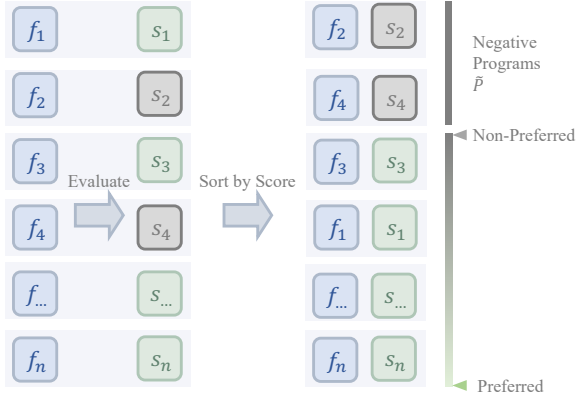 f1 s1
f2 s2
f3 s3
Evaluate
f4 s4
f... s...
fn sn
Sort by Score
f2 s2
f4 s4
f3 s3
f1 s1
f... s...
fn sn
Negative
Programs
P̃
Non-Preferred
Preferred